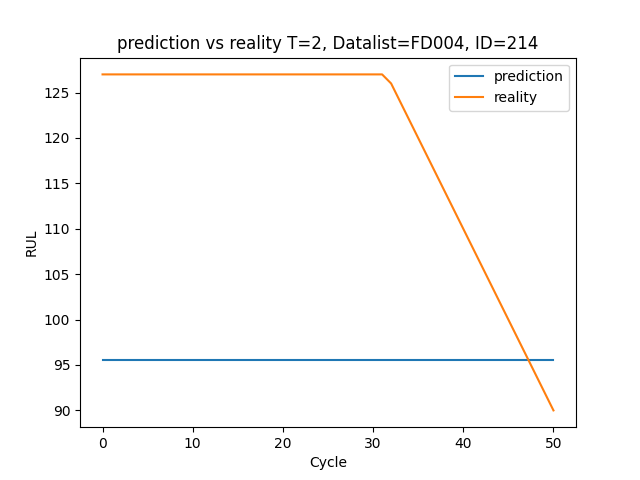 prediction vs reality T=2, Datalist=FD004, ID=214
prediction
reality
125
120
115
110
105
100
95
90
RUL
0 10 20 30 40 50
Cycle